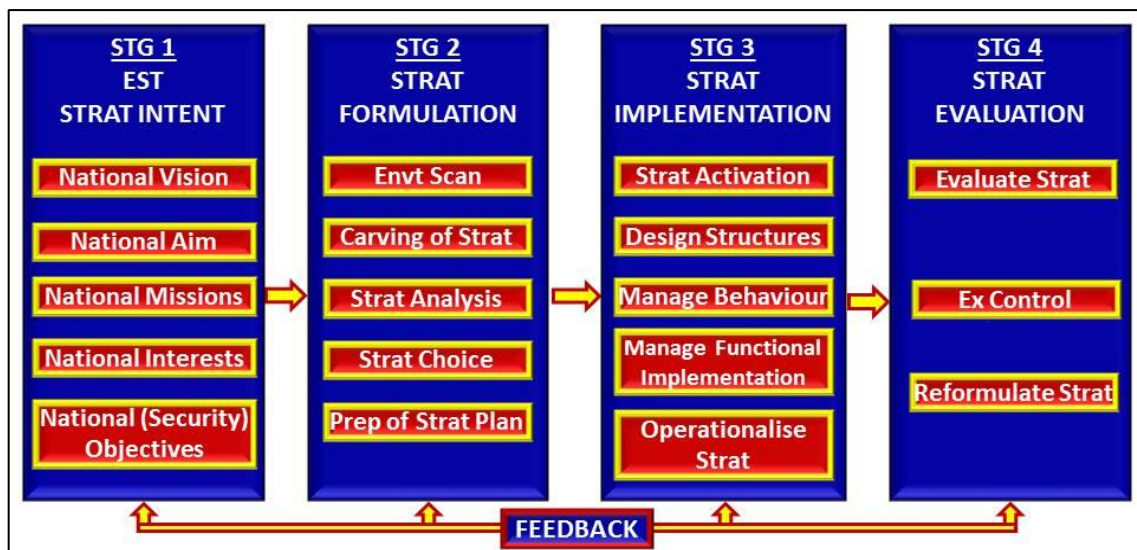 STG 1
EST
STRAT INTENT
National Vision
National Aim
National Missions
National Interests
National (Security)
Objectives
STG 2
STRAT
FORMULATION
Envt Scan
Carving of Strat
Strat Analysis
Strat Choice
Prep of Strat Plan
STG 3
STRAT
IMPLEMENTATION
Strat Activation
Design Structures
Manage Behaviour
Manage Functional
Implementation
Operationalise
Strat
STG 4
STRAT
EVALUATION
Evaluate Strat
Ex Control
Reformulate Strat
FEEDBACK